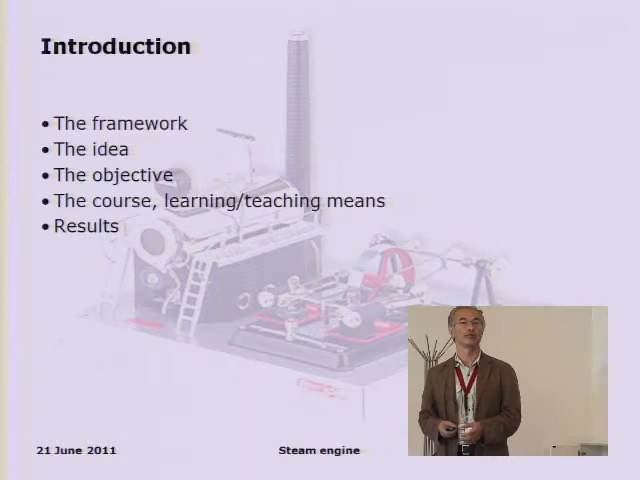 Introduction
• The framework
• The idea
• The objective
• The course, learning/teaching means
• Results
21 June 2011
Steam engine